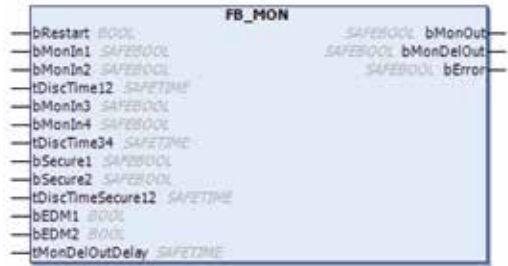 FB_MON
bRestart BOOL SAFEBOOL bMonOut
bMonIn1 SAFEBOOL SAFEBOOL bMonDelOut
bMonIn2 SAFEBOOL SAFEBOOL bError
tDiscTime12 SAFETIME
bMonIn3 SAFEBOOL
bMonIn4 SAFEBOOL
tDiscTime34 SAFETIME
bSecure1 SAFEBOOL
bSecure2 SAFEBOOL
tDiscTimeSecure12 SAFETIME
bEDM1 BOOL
bEDM2 BOOL
tMonDelOutDelay SAFETIME